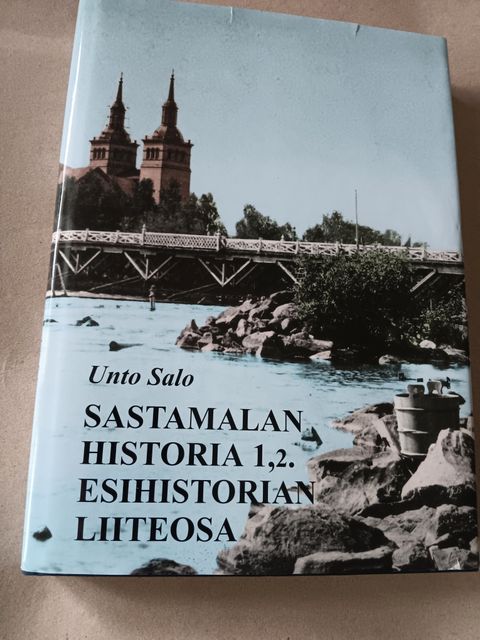 Unto Salo
SASTAMALAN
HISTORIA 1,2.
ESIHISTORIAN
LIITEOSA